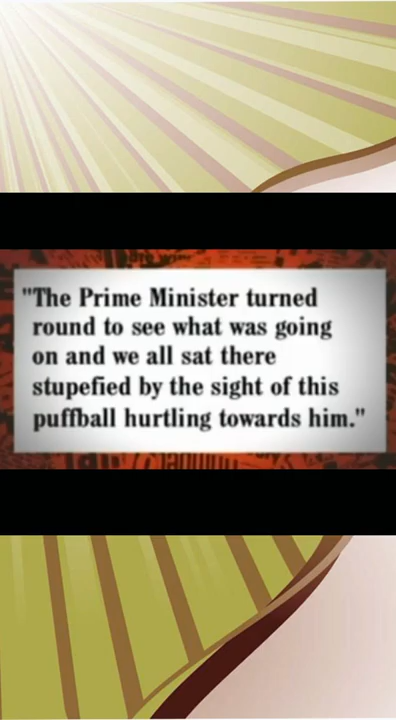 "The Prime Minister turned
round to see what was going
on and we all sat there
stupefied by the sight of this
puffball hurtling towards him."